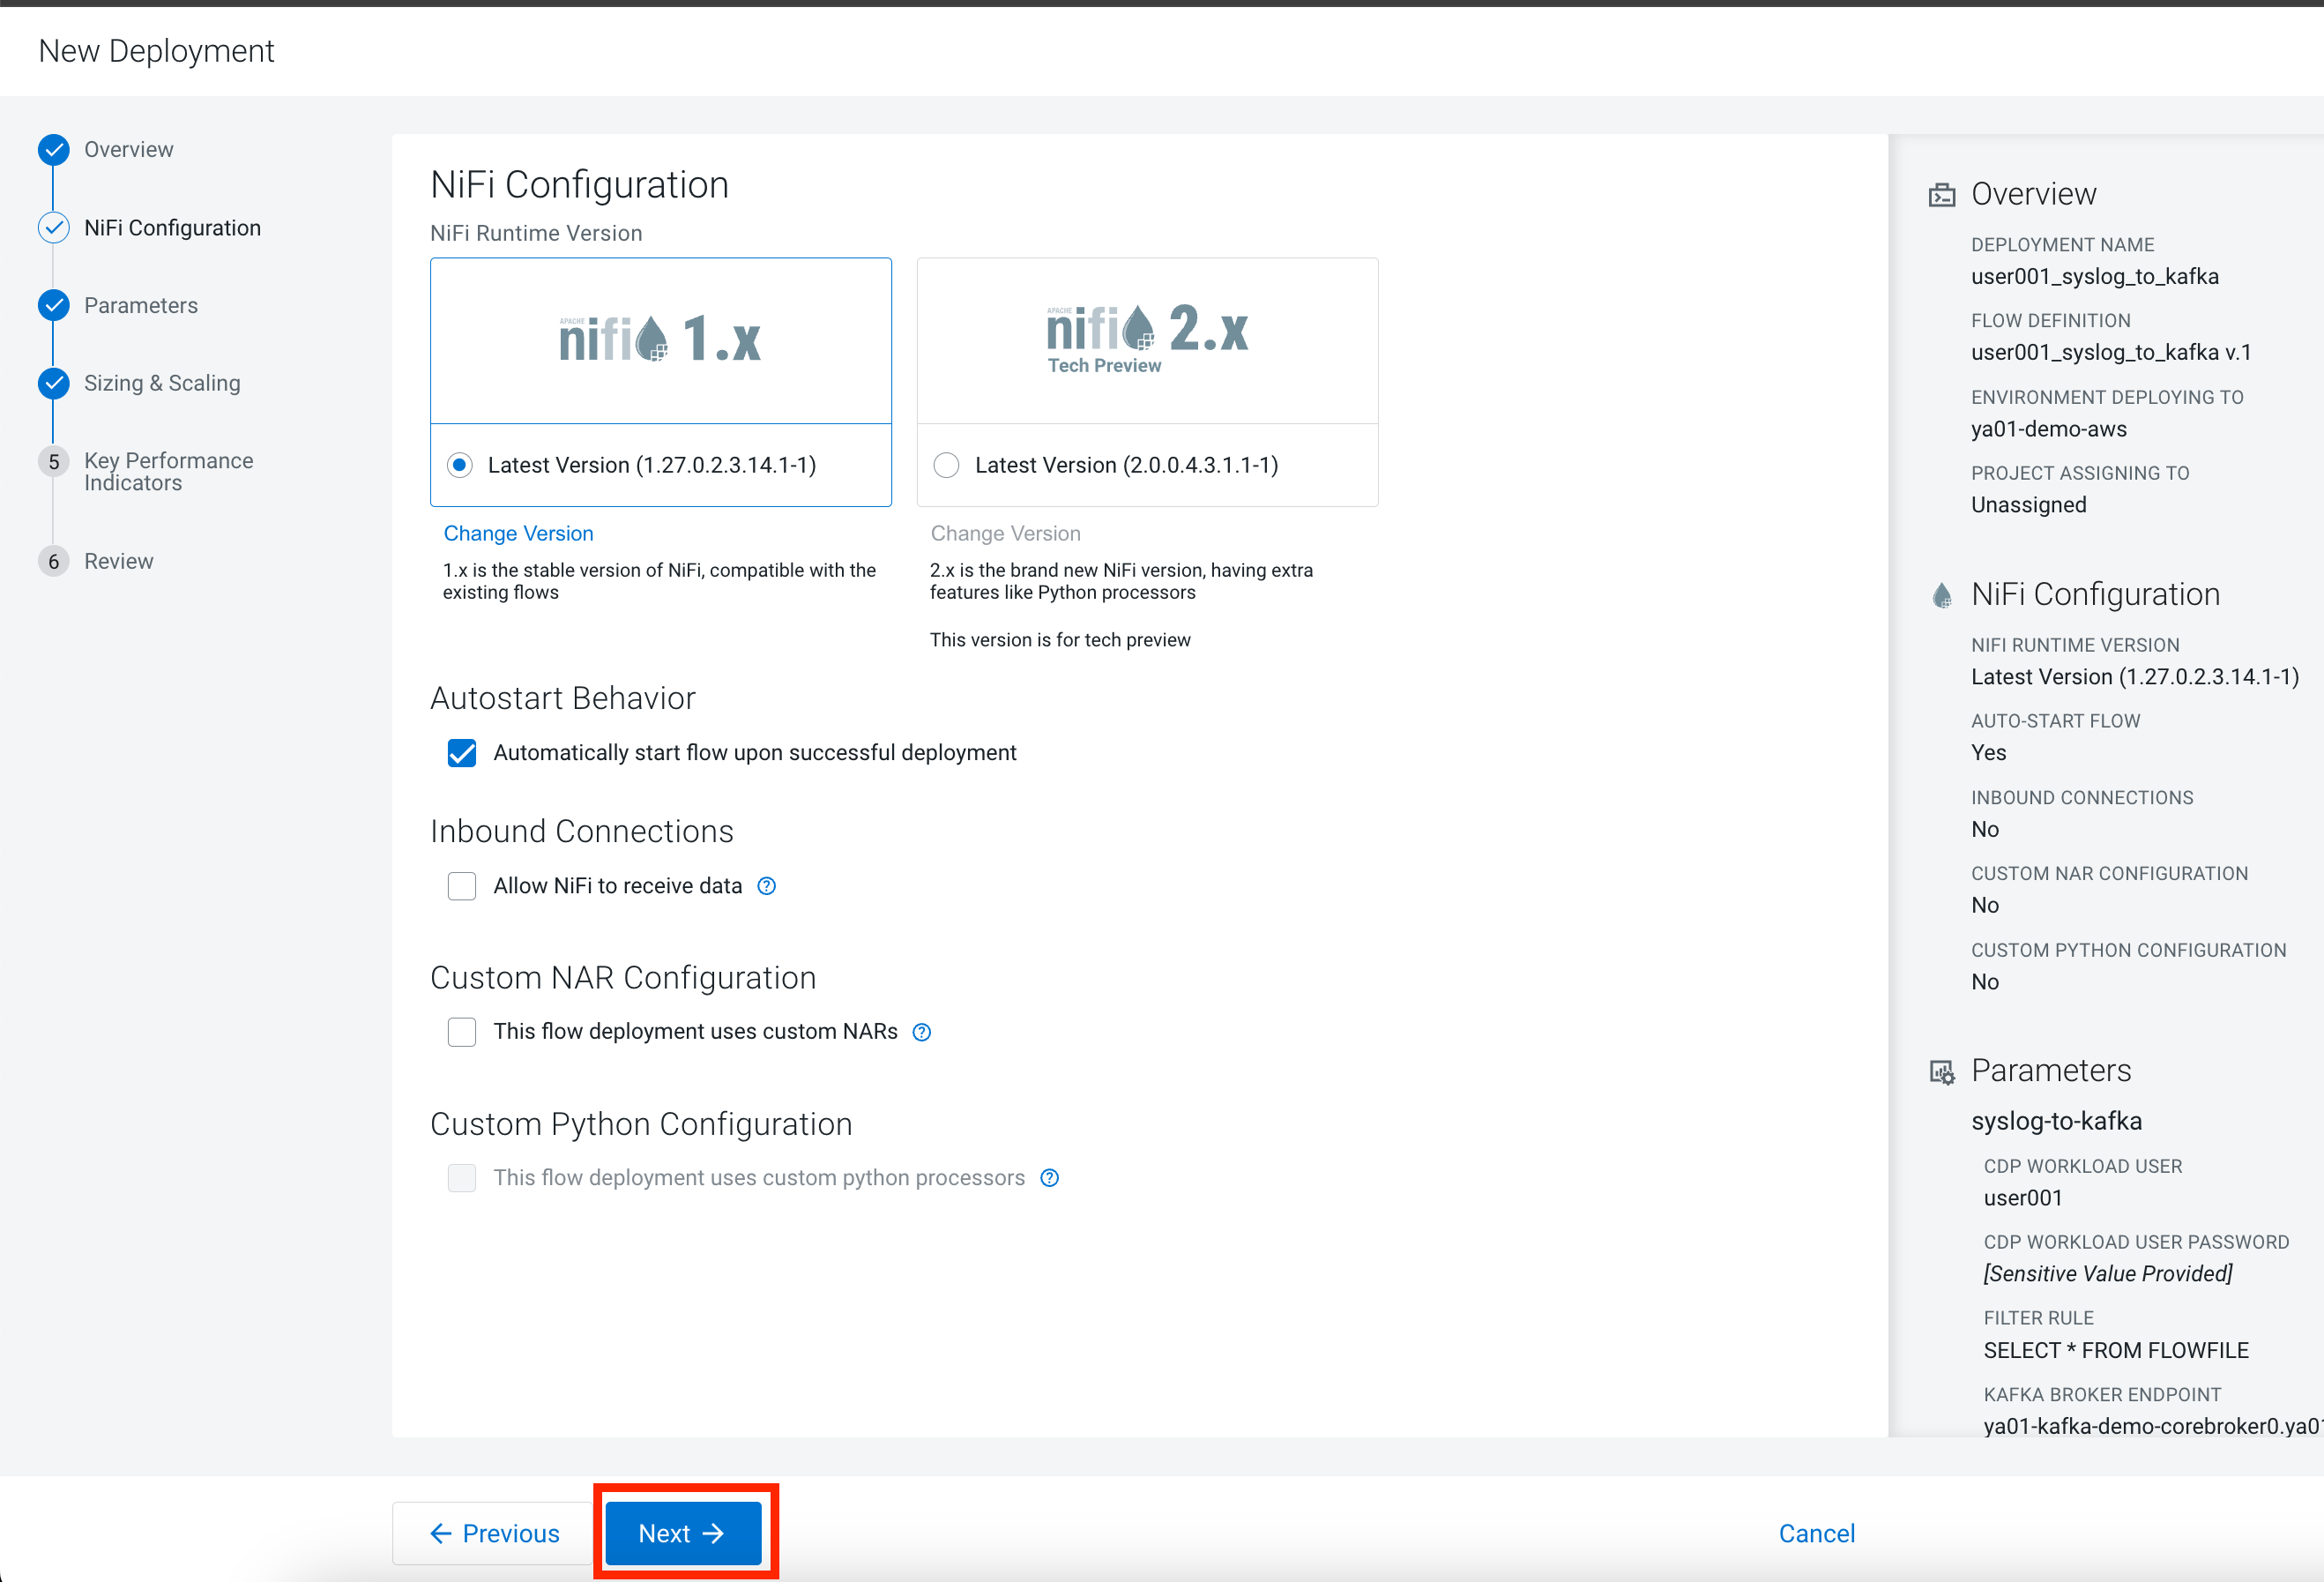 New Deployment
Overview
NiFi Configuration
Parameters
Sizing & Scaling
5
Key Performance
Indicators
6
Review
NiFi Configuration
NiFi Runtime Version
APACHE
nifi 1.x
Latest Version (1.27.0.2.3.14.1-1)
Change Version
1.x is the stable version of NiFi, compatible with the
existing flows
APACHE
nifi 2.x
Tech Preview
Latest Version (2.0.0.4.3.1.1-1)
Change Version
2.x is the brand new NiFi version, having extra
features like Python processors
This version is for tech preview
Autostart Behavior
Automatically start flow upon successful deployment
Inbound Connections
Allow NiFi to receive data ?
Custom NAR Configuration
This flow deployment uses custom NARs ?
Custom Python Configuration
This flow deployment uses custom python processors ?
Previous
Next
Cancel
Overview
DEPLOYMENT NAME
user001_syslog_to_kafka
FLOW DEFINITION
user001_syslog_to_kafka v.1
ENVIRONMENT DEPLOYING TO
ya01-demo-aws
PROJECT ASSIGNING TO
Unassigned
NiFi Configuration
NIFI RUNTIME VERSION
Latest Version (1.27.0.2.3.14.1-1)
AUTO-START FLOW
Yes
INBOUND CONNECTIONS
No
CUSTOM NAR CONFIGURATION
No
CUSTOM PYTHON CONFIGURATION
No
Parameters
syslog-to-kafka
CDP WORKLOAD USER
user001
CDP WORKLOAD USER PASSWORD
[Sensitive Value Provided]
FILTER RULE
SELECT * FROM FLOWFILE
KAFKA BROKER ENDPOINT
ya01-kafka-demo-corebroker0.ya01